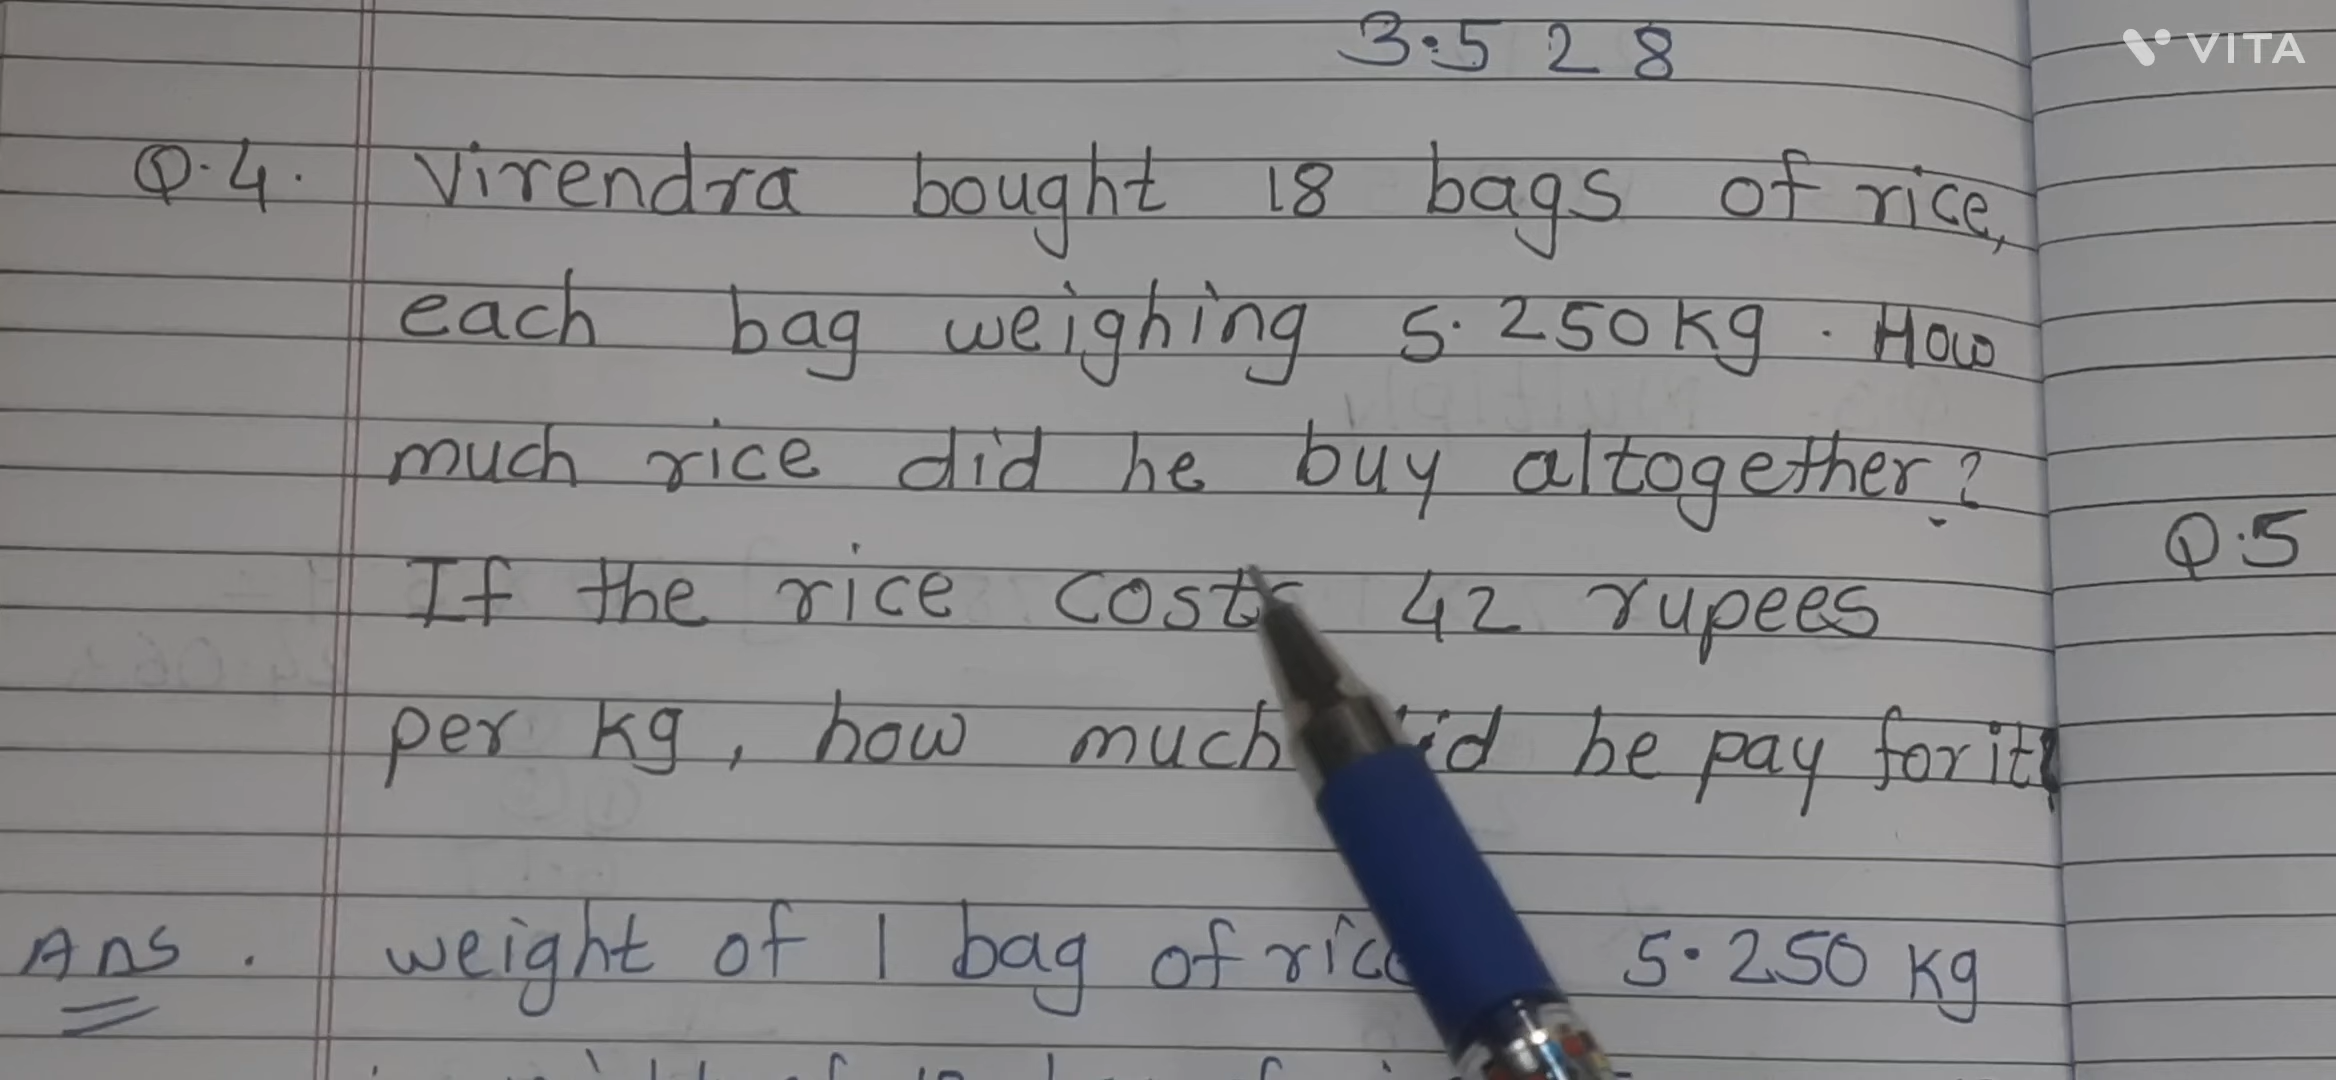 3.528
VITA
Q.4. Virendra bought 18 bags of rice,
each bag weighing 5.250 kg. How
much rice did he buy altogether?
If the rice costs 42 rupees
per kg, how much did he pay for it?
Q.5
Ans. weight of 1 bag of rice 5.250 kg